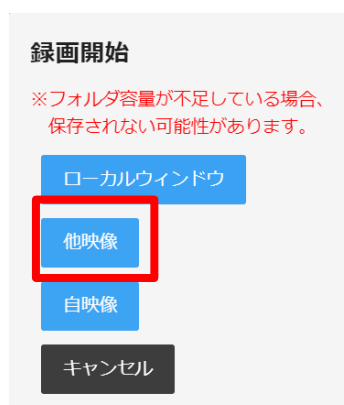 録画開始
※フォルダ容量が不足している場合、
保存されない可能性があります。
ローカルウィンドウ
他映像
自映像
キャンセル